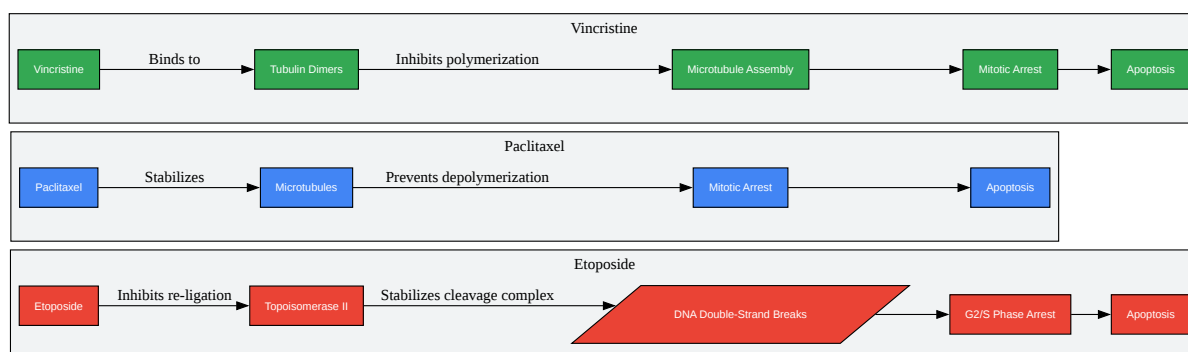 Vincristine
Vincristine
Binds to
Tubulin Dimers
Inhibits polymerization
Microtubule Assembly
Mitotic Arrest
Apoptosis
Paclitaxel
Paclitaxel
Stabilizes
Microtubules
Prevents depolymerization
Mitotic Arrest
Apoptosis
Etoposide
Etoposide
Inhibits re-ligation
Topoisomerase II
Stabilizes cleavage complex
DNA Double-Strand Breaks
G2/S Phase Arrest
Apoptosis